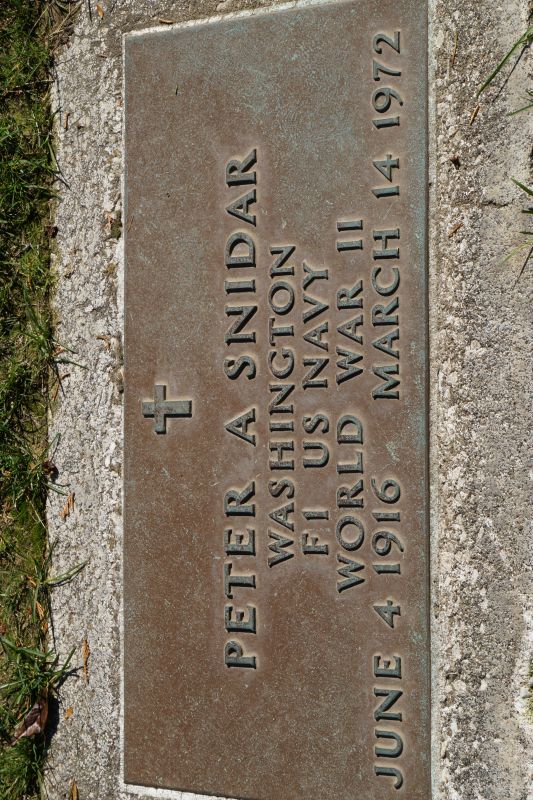 PETER A SNIDAR
WASHINGTON
F1 US NAVY
WORLD WAR II
JUNE 4 1916 MARCH 14 1972